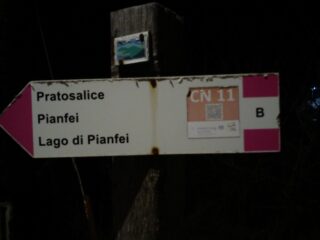 Pratosalice
Pianfei
Lago di Pianfei
CN 11
B